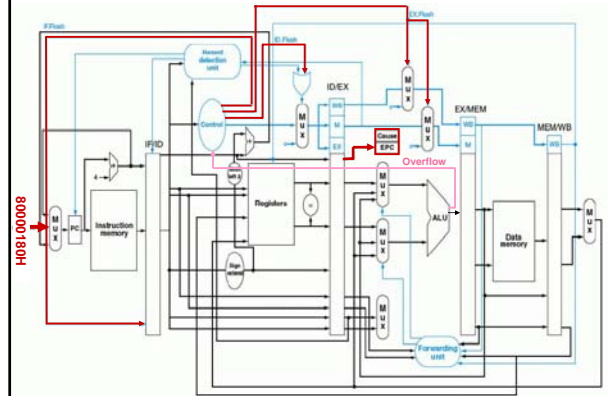 IF.Flush
EX.Flush
ID.Flush
Hazard
detection
unit
ID/EX
M
u
x
WB
EX/MEM
Control
M
u
x
M
M
u
x
WB
MEM/WB
IF/ID
EX
Cause
EPC
M
WB
Overflow
+
4
+
M
u
x
80000180H
M
u
x
PC
Instruction
memory
Registers
=
ALU
M
u
x
Data
memory
M
u
x
Sign
extend
M
u
x
Forwarding
unit